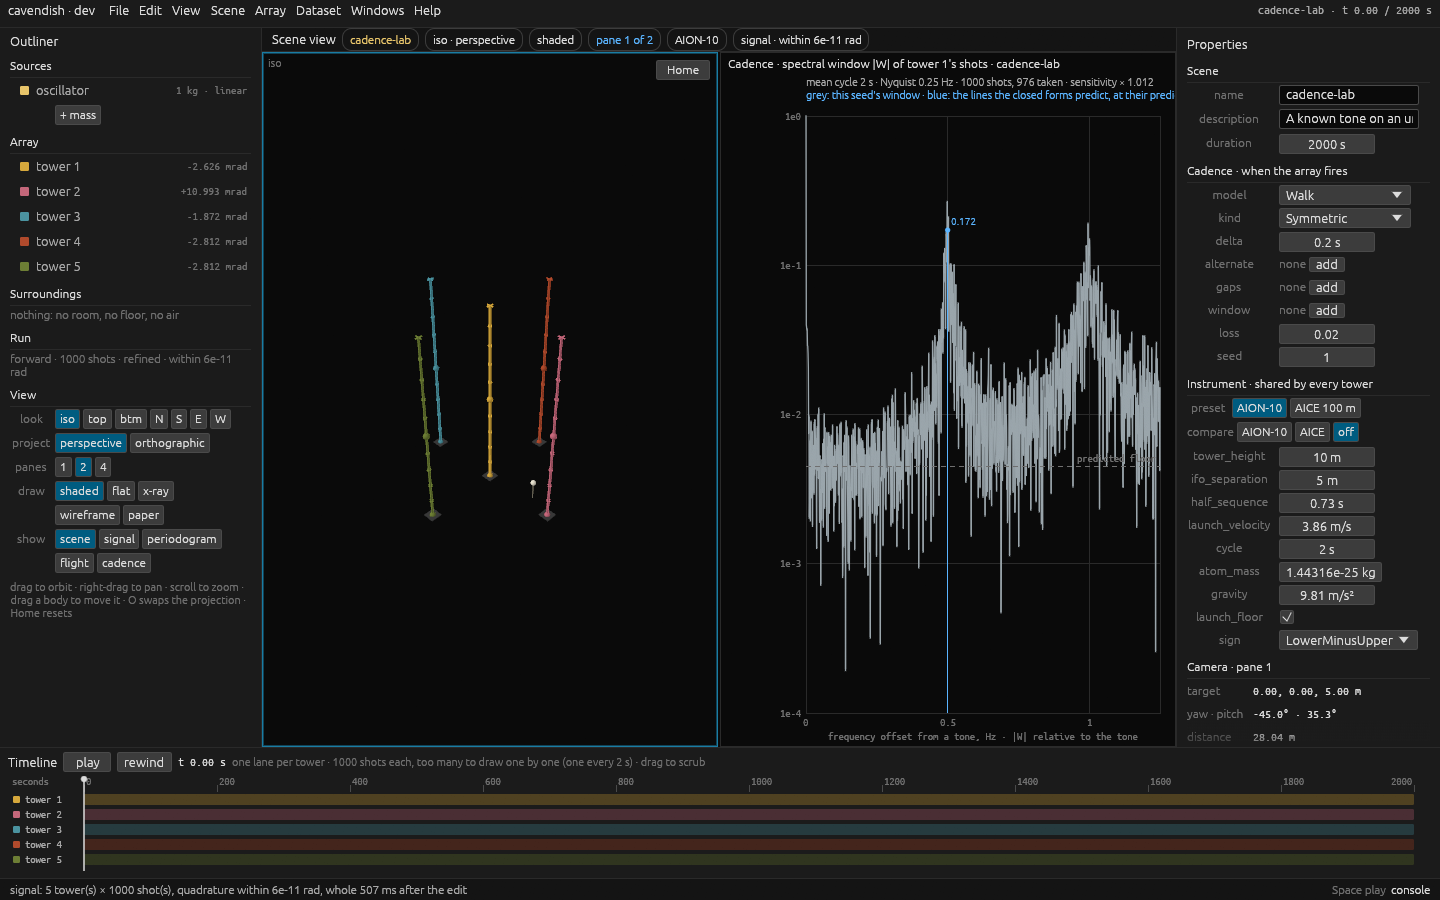 cavendish · dev File Edit View Scene Array Dataset Windows Help
cadence-lab · t 0.00 / 2000 s
Outliner
Sources
oscillator 1 kg · linear
+ mass
Array
tower 1 -2.626 mrad
tower 2 +10.993 mrad
tower 3 -1.872 mrad
tower 4 -2.812 mrad
tower 5 -2.812 mrad
Surroundings
nothing: no room, no floor, no air
Run
forward · 1000 shots · refined · within 6e-11
rad
View
look iso top btm N S E W
project perspective orthographic
panes 1 2 4
draw shaded flat x-ray
wireframe paper
show scene signal periodogram
flight cadence
drag to orbit · right-drag to pan · scroll to zoom ·
drag a body to move it · O swaps the projection ·
Home resets
Scene view cadence-lab iso · perspective shaded pane 1 of 2 AION-10 signal · within 6e-11 rad
iso
Home
Cadence · spectral window |W| of tower 1's shots · cadence-lab
mean cycle 2 s · Nyquist 0.25 Hz · 1000 shots, 976 taken · sensitivity × 1.012
grey: this seed's window · blue: the lines the closed forms predict, at their predi
1e0
0.172
1e-1
1e-2
predicted
1e-3
1e-4
0 0.5 1
frequency offset from a tone, Hz · |W| relative to the tone
Properties
Scene
name cadence-lab
description A known tone on an u
duration 2000 s
Cadence · when the array fires
model Walk
kind Symmetric
delta 0.2 s
alternate none add
gaps none add
window none add
loss 0.02
seed 1
Instrument · shared by every tower
preset AION-10 AICE 100 m
compare AION-10 AICE off
tower_height 10 m
ifo_separation 5 m
half_sequence 0.73 s
launch_velocity 3.86 m/s
cycle 2 s
atom_mass 1.44316e-25 kg
gravity 9.81 m/s²
launch_floor
sign LowerMinusUpper
Camera · pane 1
target 0.00, 0.00, 5.00 m
yaw · pitch -45.0° · 35.3°
distance 28.04 m
Timeline play rewind t 0.00 s one lane per tower · 1000 shots each, too many to draw one by one (one every 2 s) · drag to scrub
seconds 0 200 400 600 800 1000 1200 1400 1600 1800 2000
tower 1
tower 2
tower 3
tower 4
tower 5
signal: 5 tower(s) × 1000 shot(s), quadrature within 6e-11 rad, whole 507 ms after the edit
Space play console